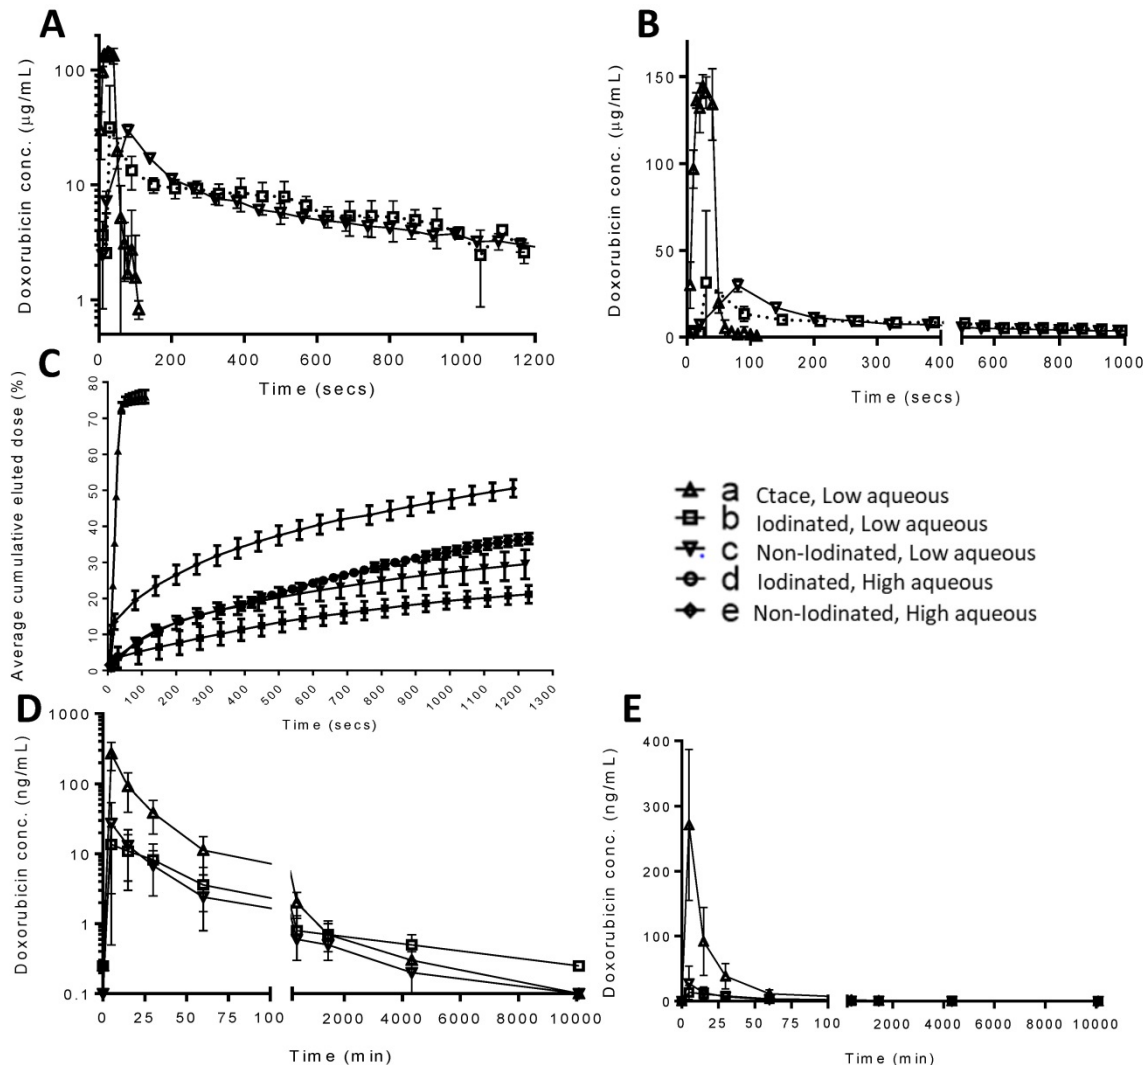 A
Doxorubicin conc. (µg/mL)
100
10
1
0 200 400 600 800 1000 1200
Time (secs)
B
Doxorubicin conc. (µg/mL)
150
100
50
0
0 100 200 300 400 600 800 1000
Time (secs)
C
Average cumulative eluted dose (%)
80
70
60
50
40
30
20
10
0
0 100 200 300 400 500 600 700 800 900 1000 1100 1200 1300
Time (secs)
a Ctace, Low aqueous
b Iodinated, Low aqueous
c Non-Iodinated, Low aqueous
d Iodinated, High aqueous
e Non-Iodinated, High aqueous
D
Doxorubicin conc. (ng/mL)
1000
100
10
1
0.1
0 25 50 75 100 2000 4000 6000 8000 10000
Time (min)
E
Doxorubicin conc. (ng/mL)
400
300
200
100
0
0 25 50 75 100 2000 4000 6000 8000 10000
Time (min)